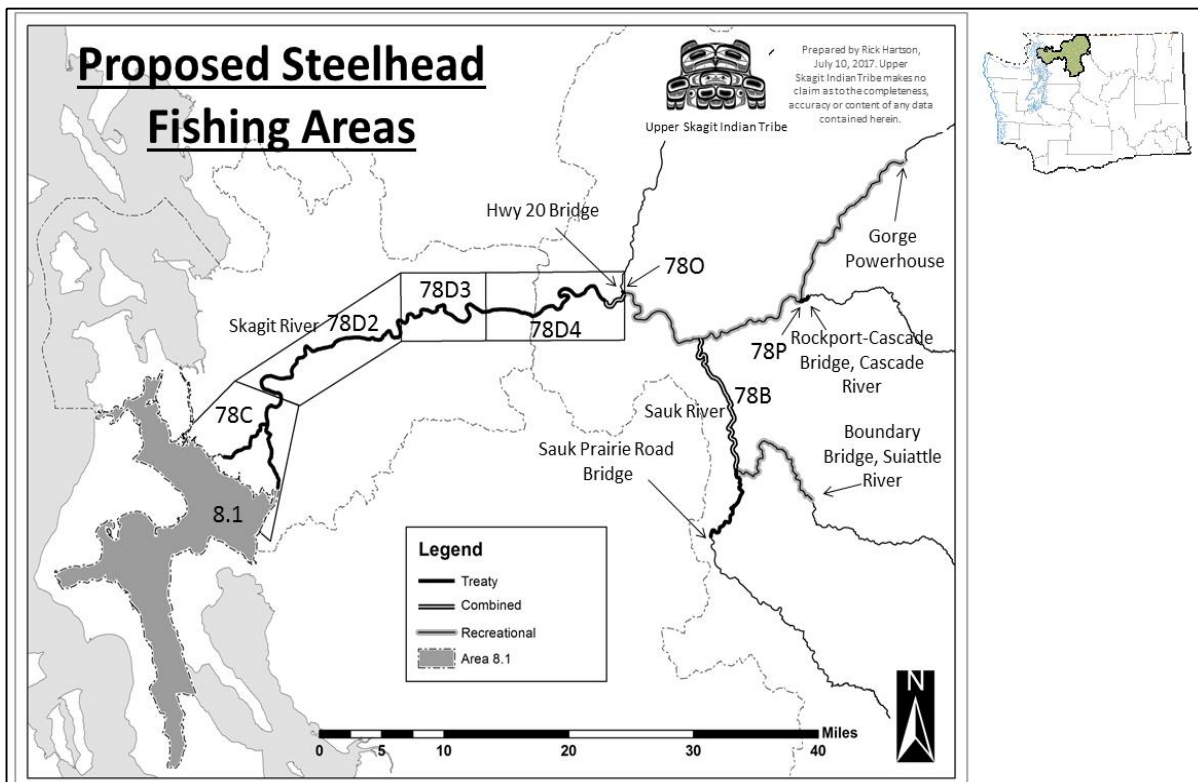 Proposed Steelhead
Fishing Areas
Upper Skagit Indian Tribe
Prepared by Rick Hartson,
July 10, 2017. Upper
Skagit Indian Tribe makes no
claim as to the completeness,
accuracy or content of any data
contained herein.
Hwy 20 Bridge
78O
Gorge
Powerhouse
78D3
Skagit River
78D2
78D4
78P
Rockport-Cascade
Bridge, Cascade
River
78C
78B
Sauk River
Sauk Prairie Road
Bridge
Boundary
Bridge, Suiattle
River
8.1
Legend
Treaty
Combined
Recreational
Area 8.1
N
Miles
0 5 10 20 30 40